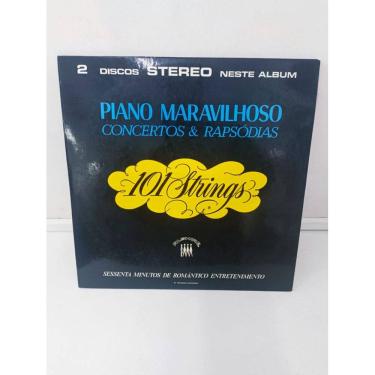 2 DISCOS STEREO NESTE ALBUM
PIANO MARAVILHOSO
CONCERTOS & RAPSÓDIAS
101 Strings
SESSENTA MINUTOS DE ROMÂNTICO ENTRETENIMENTO